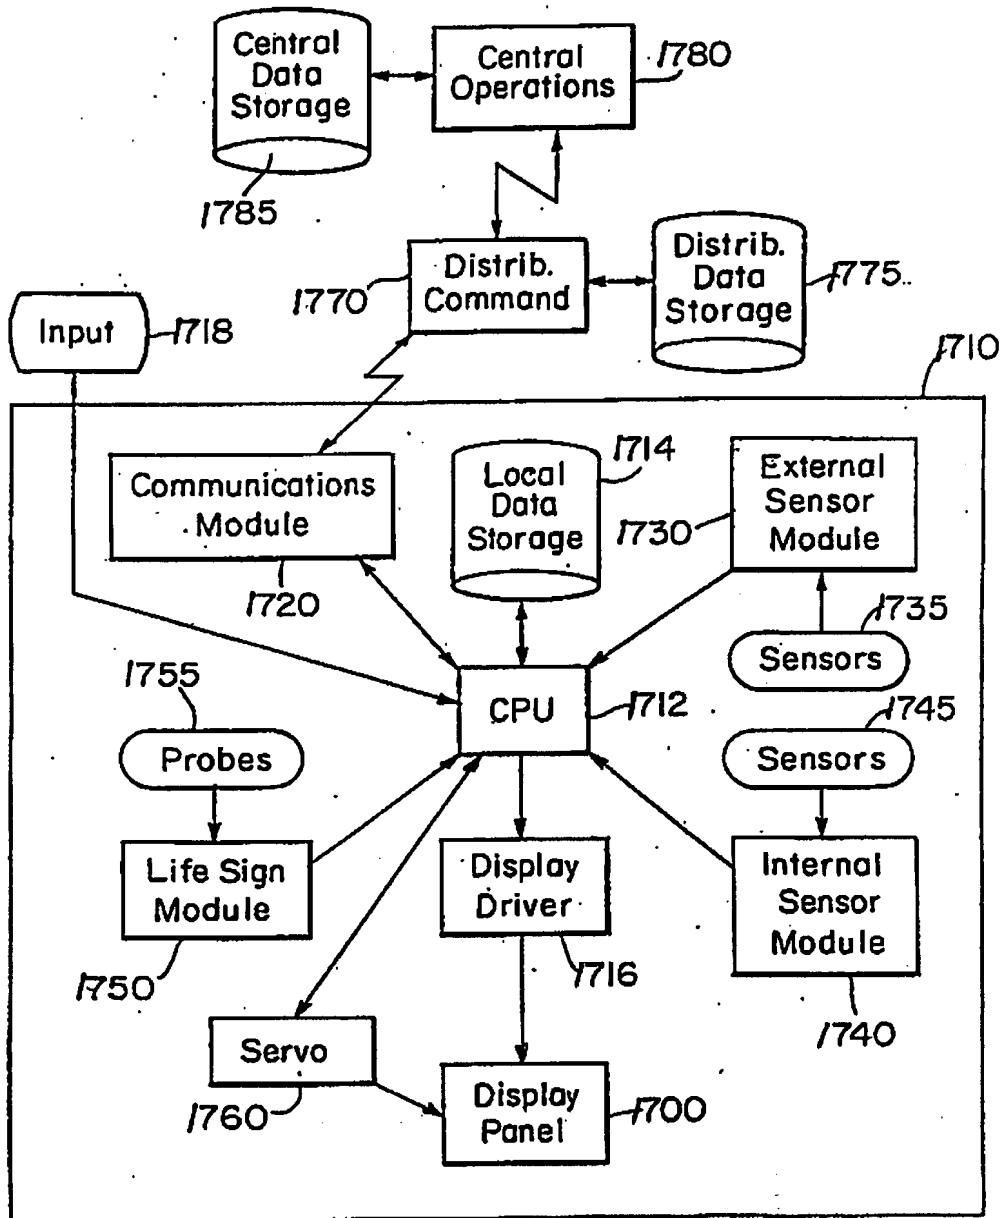 Central
Data
Storage
1785
Central
Operations
1780
Distrib.
Command
1770
Distrib.
Data
Storage
1775
Input
1718
1710
Communications
Module
1720
Local
Data
Storage
1714
External
Sensor
Module
1730
Sensors
1735
CPU
1712
Probes
1755
Sensors
1745
Life Sign
Module
1750
Display
Driver
1716
Internal
Sensor
Module
1740
Servo
1760
Display
Panel
1700